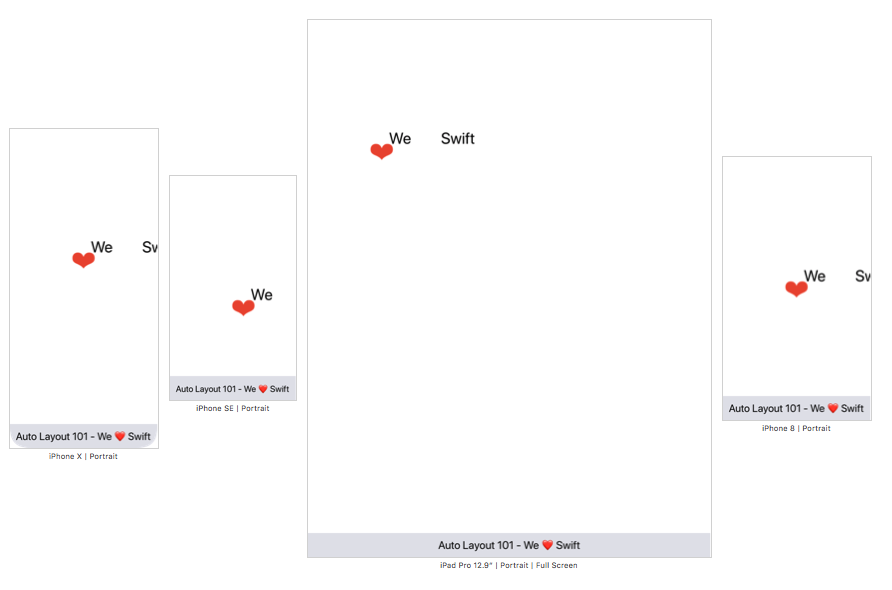 We Sw
Auto Layout 101 - We ❤️ Swift
iPhone X | Portrait
We
Auto Layout 101 - We ❤️ Swift
iPhone SE | Portrait
We Swift
Auto Layout 101 - We ❤️ Swift
iPad Pro 12.9" | Portrait | Full Screen
We Sw
Auto Layout 101 - We ❤️ Swift
iPhone 8 | Portrait